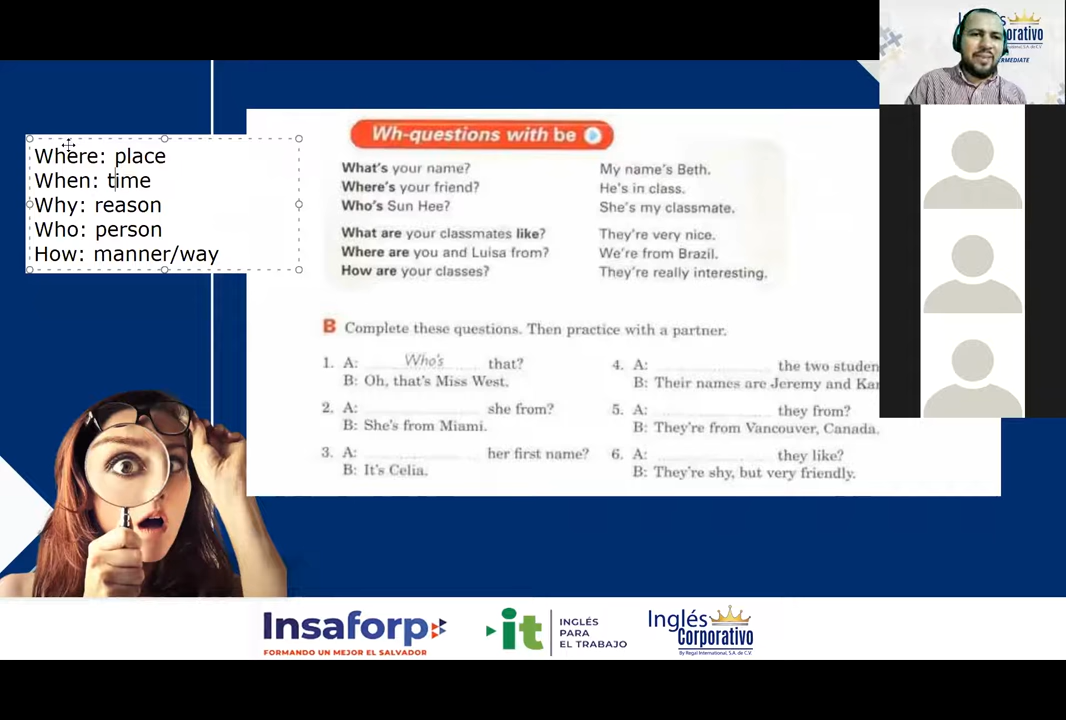 Where: place
When: time
Why: reason
Who: person
How: manner/way
Wh-questions with be
What's your name? My name's Beth.
Where's your friend? He's in class.
Who's Sun Hee? She's my classmate.
What are your classmates like? They're very nice.
Where are you and Luisa from? We're from Brazil.
How are your classes? They're really interesting.
B Complete these questions. Then practice with a partner.
1. A: Who's that?
B: Oh, that's Miss West.
2. A: she from?
B: She's from Miami.
3. A: her first name?
B: It's Celia.
4. A: the two studen
B: Their names are Jeremy and Kar
5. A: they from?
B: They're from Vancouver, Canada.
6. A: they like?
B: They're shy, but very friendly.
orativo
RMEDIATE
Insaforp
FORMANDO UN MEJOR EL SALVADOR
it
INGLÉS
PARA
EL TRABAJO
Inglés
Corporativo
By Regal International, S.A. de C.V.